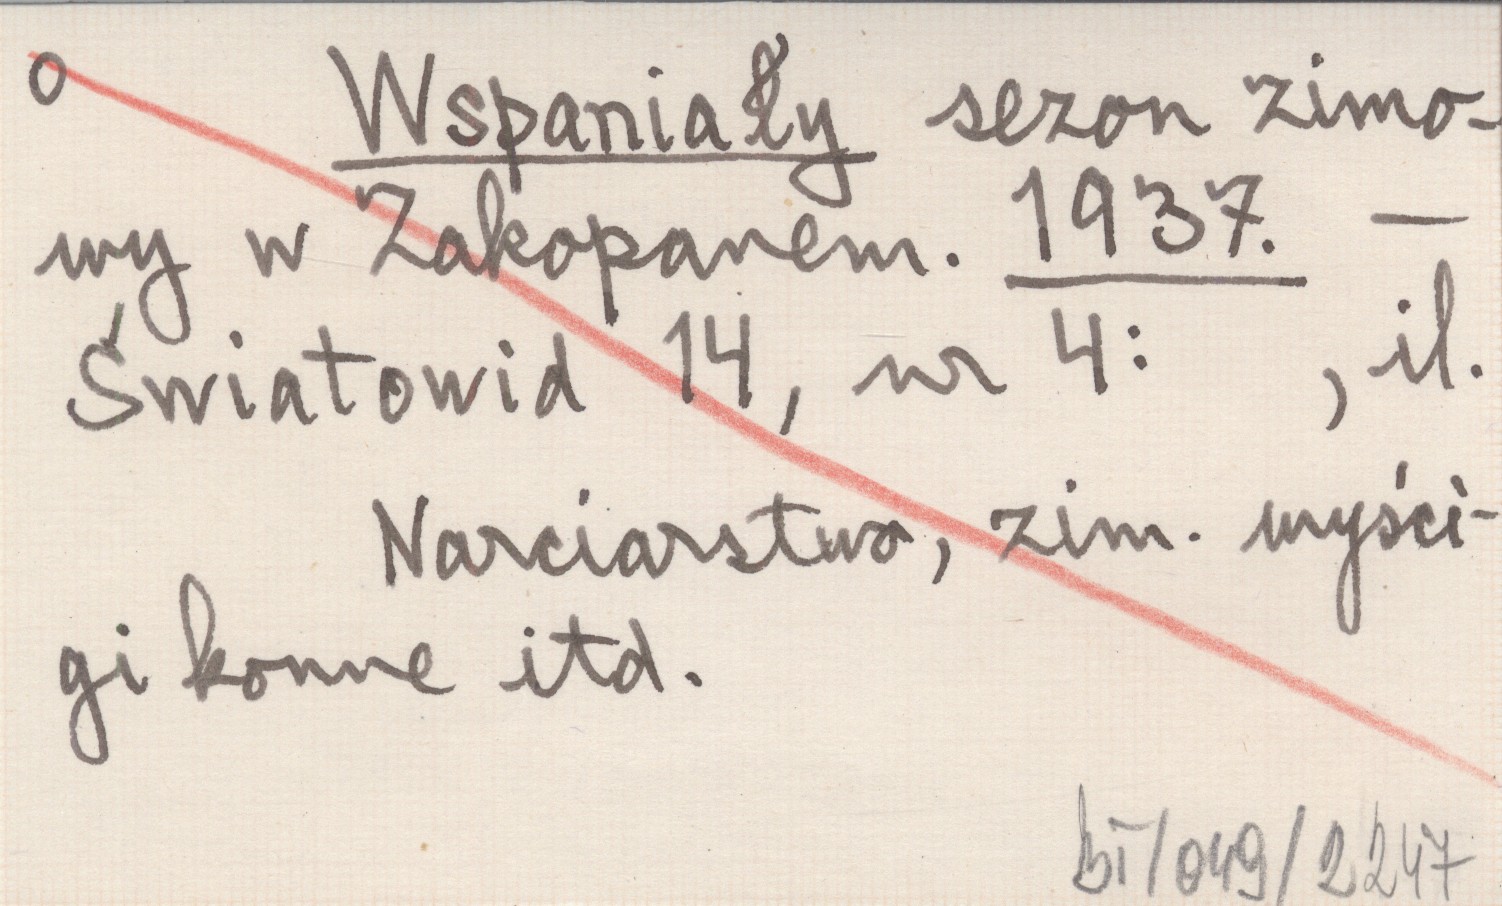 o Wspaniały sezon zimo-
wy w Zakopanem. 1937. —
Światowid 14, nr 4: , il.
Narciarstwo, zim. wyści-
gi konne itd.
bī/049/2247